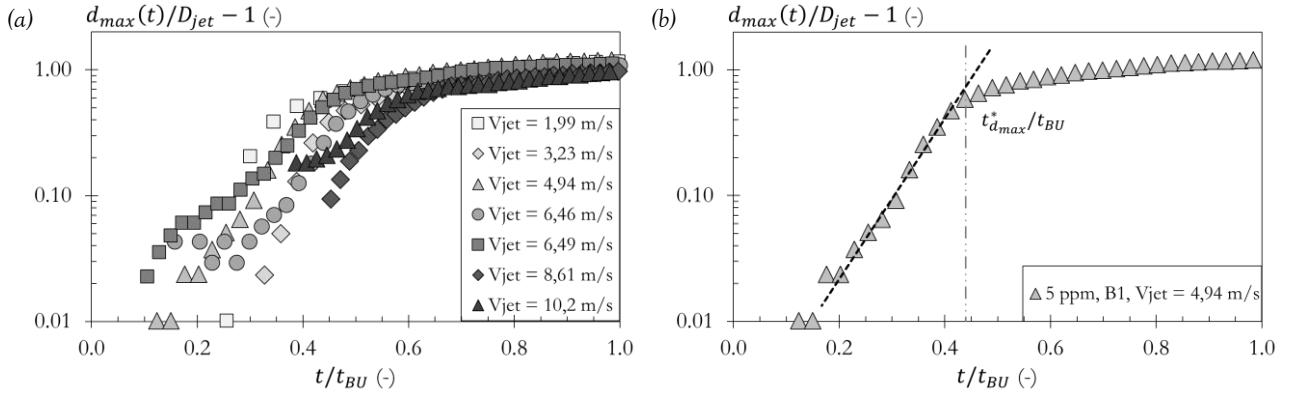 (a)
d_max(t)/D_jet − 1 (-)
1.00
0.10
0.01
0.0
0.2
0.4
0.6
0.8
1.0
t/t_BU (-)
Vjet = 1,99 m/s
Vjet = 3,23 m/s
Vjet = 4,94 m/s
Vjet = 6,46 m/s
Vjet = 6,49 m/s
Vjet = 8,61 m/s
Vjet = 10,2 m/s
(b)
d_max(t)/D_jet − 1 (-)
1.00
0.10
0.01
0.0
0.2
0.4
0.6
0.8
1.0
t/t_BU (-)
t*_d_max/t_BU
5 ppm, B1, Vjet = 4,94 m/s